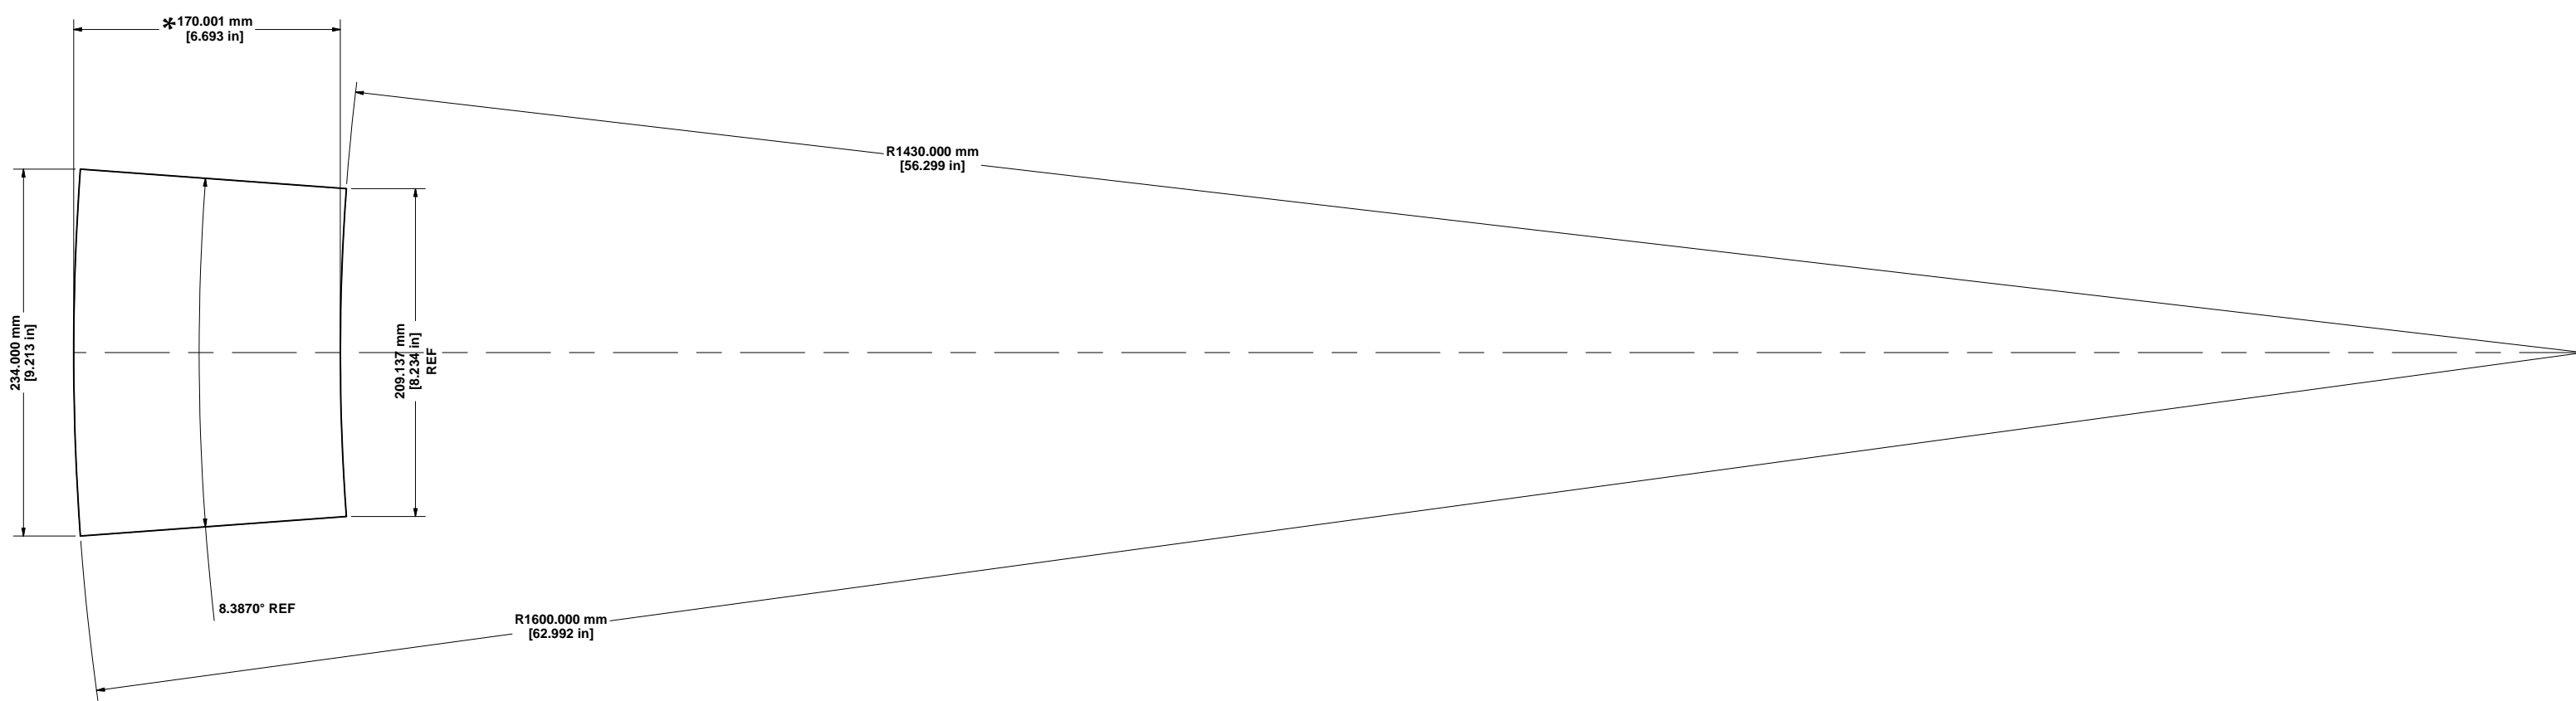 *170.001 mm
[6.693 in]
R1430.000 mm
[56.299 in]
234.000 mm
[9.213 in]
209.137 mm
[8.234 in]
REF
8.3870° REF
R1600.000 mm
[62.992 in]